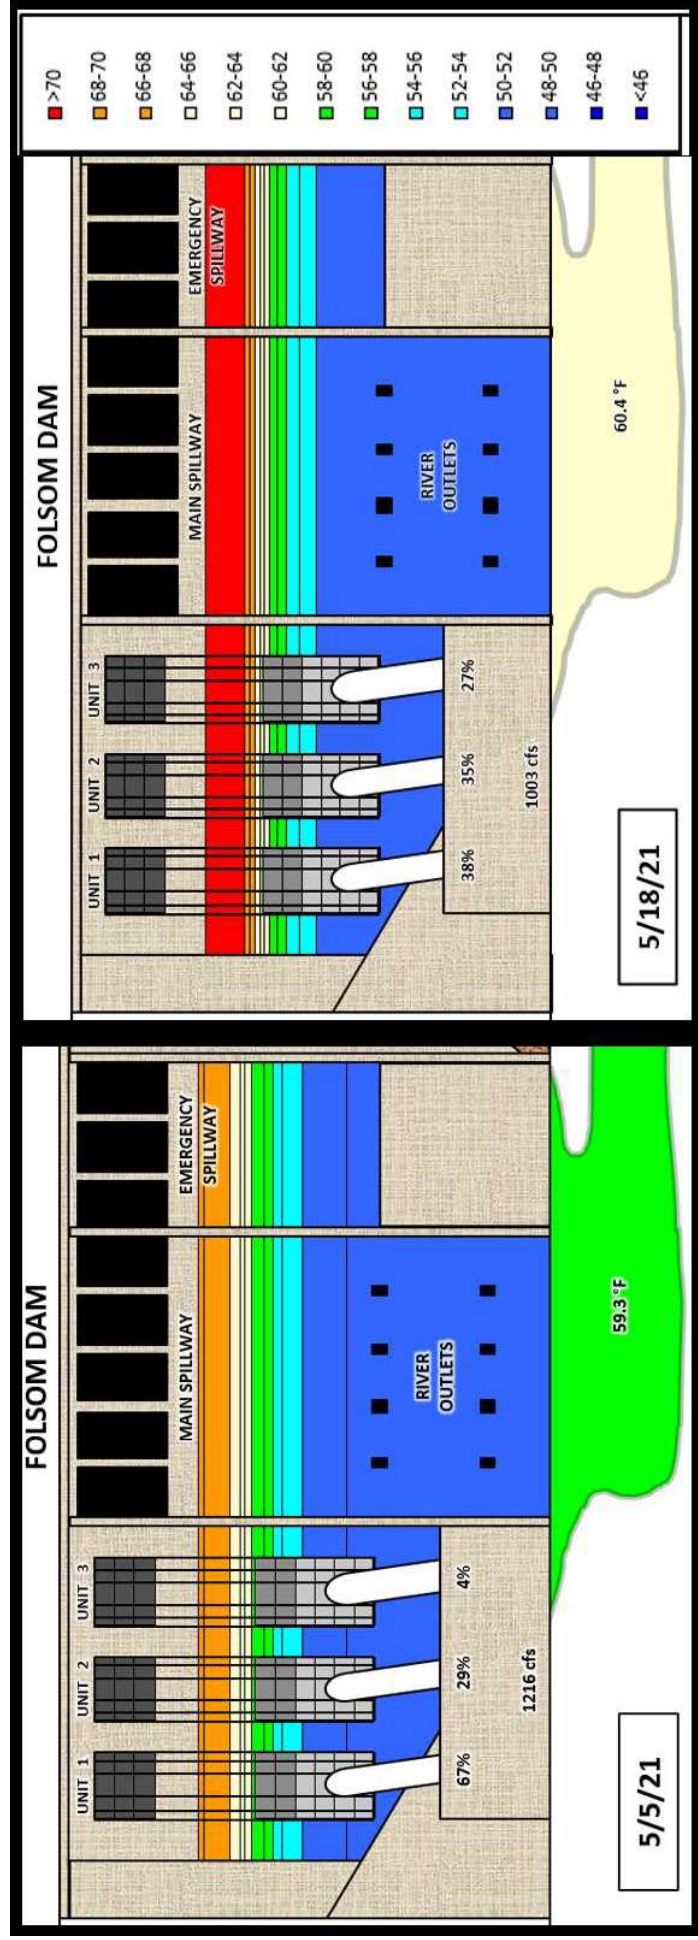 FOLSOM DAM
UNIT 1
UNIT 2
UNIT 3
MAIN SPILLWAY
EMERGENCY
SPILLWAY
RIVER
OUTLETS
67%
29%
4%
1216 cfs
59.3 °F
5/5/21
FOLSOM DAM
UNIT 1
UNIT 2
UNIT 3
MAIN SPILLWAY
EMERGENCY
SPILLWAY
RIVER
OUTLETS
38%
35%
27%
1003 cfs
60.4 °F
5/18/21
>70
68-70
66-68
64-66
62-64
60-62
58-60
56-58
54-56
52-54
50-52
48-50
46-48
<46